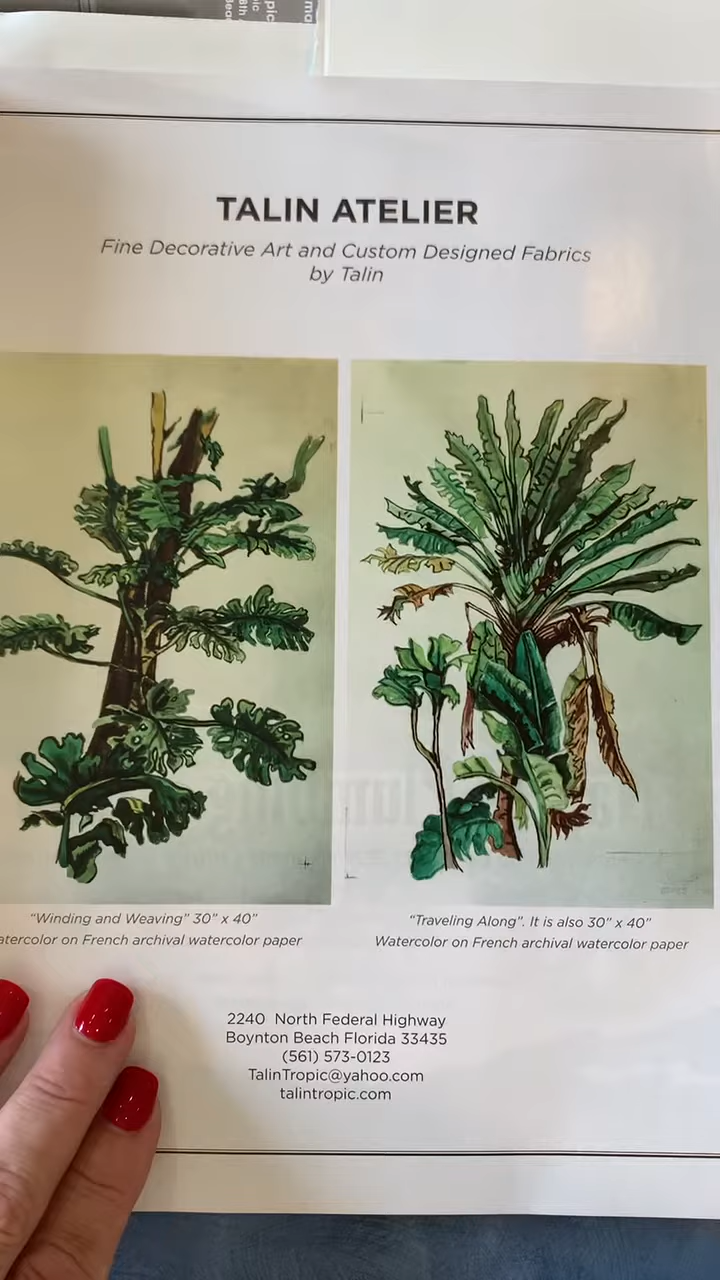 TALIN ATELIER
Fine Decorative Art and Custom Designed Fabrics
by Talin
"Winding and Weaving" 30" x 40"
on French archival watercolor paper
"Traveling Along". It is also 30" x 40"
Watercolor on French archival watercolor paper
2240 North Federal Highway
Boynton Beach Florida 33435
(561) 573-0123
TalinTropic@yahoo.com
talintropic.com